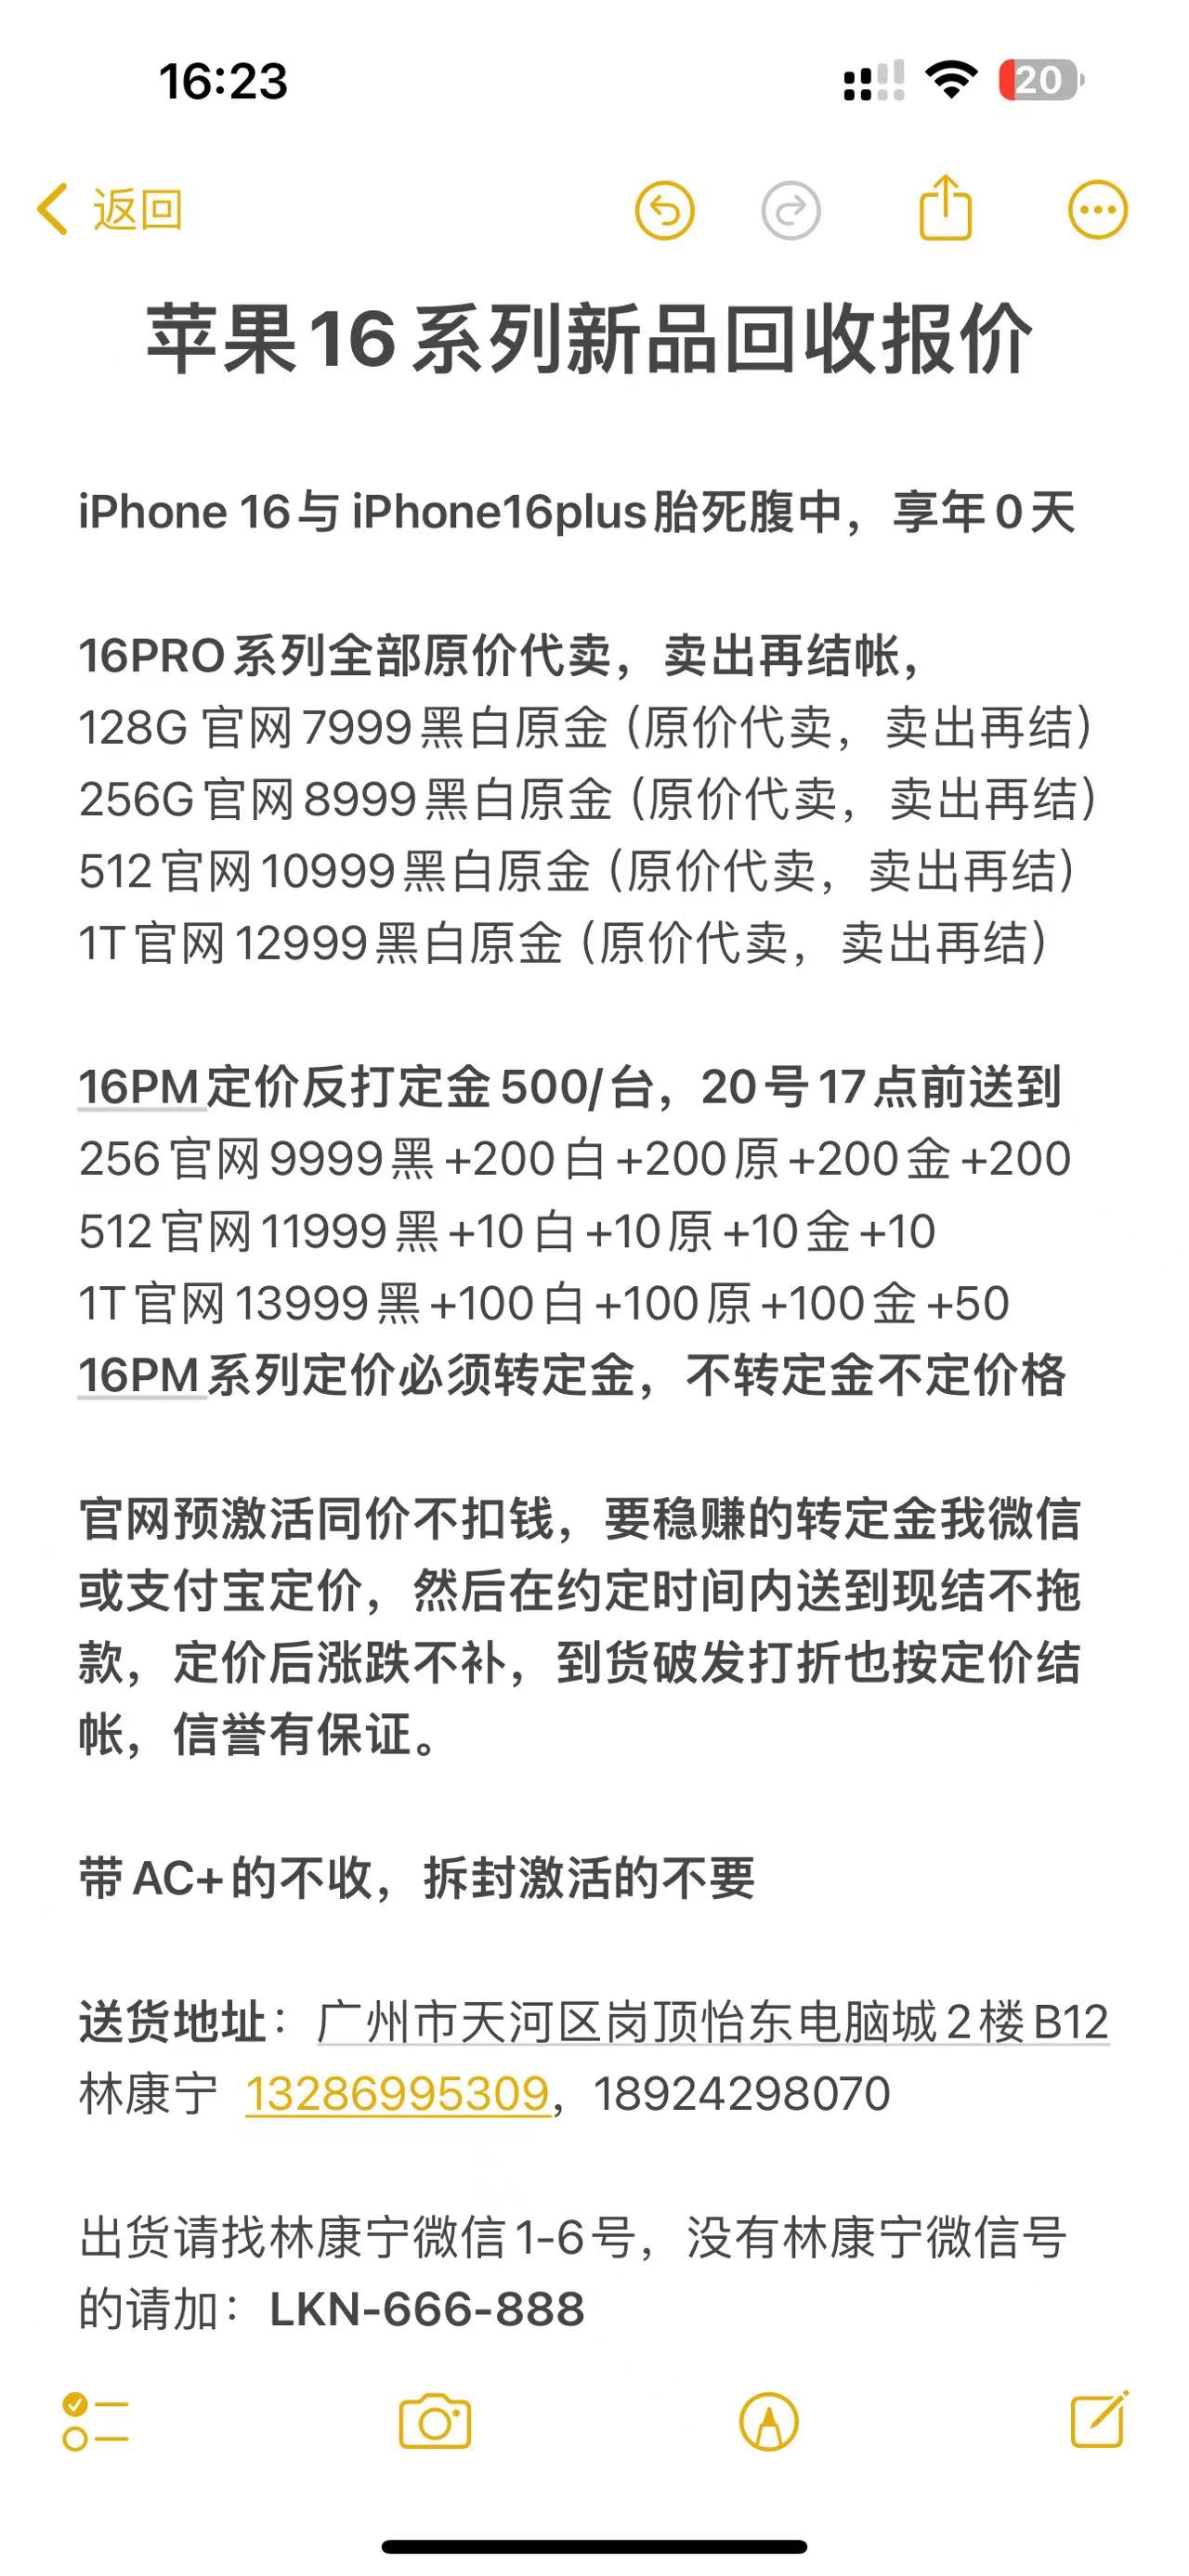 16:23
20
返回
苹果16系列新品回收报价
iPhone 16与iPhone16plus胎死腹中，享年0天
16PRO系列全部原价代卖，卖出再结帐，
128G 官网7999黑白原金（原价代卖，卖出再结）
256G官网8999黑白原金（原价代卖，卖出再结）
512官网10999黑白原金（原价代卖，卖出再结）
1T官网12999黑白原金（原价代卖，卖出再结）
16PM定价反打定金500/台，20号17点前送到
256官网9999黑+200白+200原+200金+200
512官网11999黑+10白+10原+10金+10
1T官网13999黑+100白+100原+100金+50
16PM系列定价必须转定金，不转定金不定价格
官网预激活同价不扣钱，要稳赚的转定金我微信
或支付宝定价，然后在约定时间内送到现结不拖
款，定价后涨跌不补，到货破发打折也按定价结
帐，信誉有保证。
带AC+的不收，拆封激活的不要
送货地址：广州市天河区岗顶怡东电脑城2楼B12
林康宁 13286995309，18924298070
出货请找林康宁微信1-6号，没有林康宁微信号
的请加：LKN-666-888